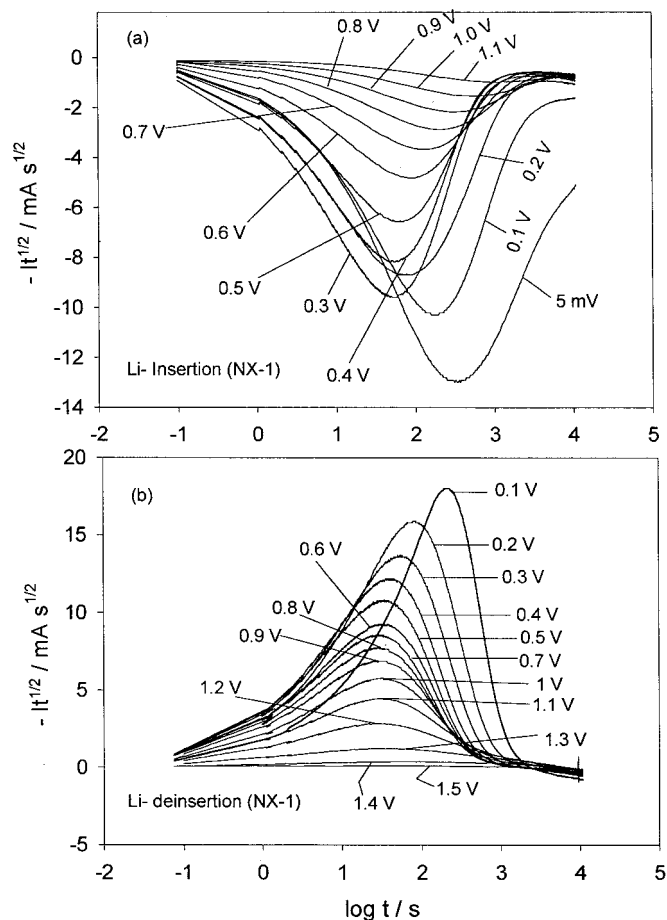 (a)
0.8 V
0.9 V
1.0 V
1.1 V
0
-2
-4
-6
-8
-10
-12
-14
- It^1/2 / mA s^1/2
0.7 V
0.6 V
0.5 V
0.3 V
0.4 V
0.2 V
0.1 V
5 mV
Li- Insertion (NX-1)
-2 -1 0 1 2 3 4 5
20
15
10
5
0
-5
- It^1/2 / mA s^1/2
(b)
0.1 V
0.2 V
0.6 V
0.3 V
0.8 V
0.4 V
0.9 V
0.5 V
0.7 V
1 V
1.2 V
1.1 V
1.3 V
Li- deinsertion (NX-1)
1.4 V
1.5 V
-2 -1 0 1 2 3 4 5
log t / s